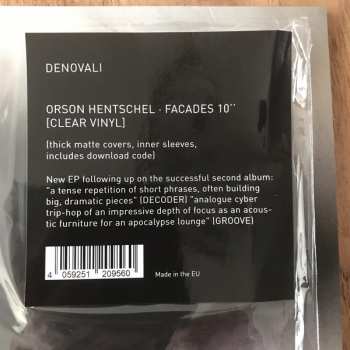 DENOVALI
ORSON HENTSCHEL - FACADES 10''
[CLEAR VINYL]
(thick matte covers, inner sleeves,
includes download code)
New EP following up on the successful second album:
"a tense repetition of short phrases, often building
big, dramatic pieces" (DECODER) "analogue cyber
trip-hop of an impressive depth of focus as an acous-
tic furniture for an apocalypse lounge" (GROOVE)
4 059251 209560
Made in the EU